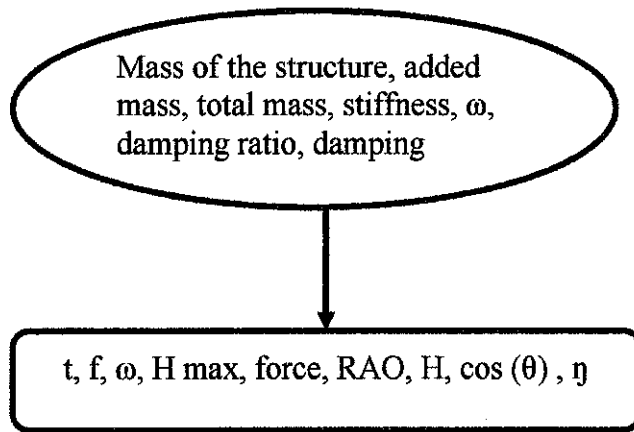 Mass of the structure, added
mass, total mass, stiffness, ω,
damping ratio, damping
t, f, ω, H max, force, RAO, H, cos (θ) , η